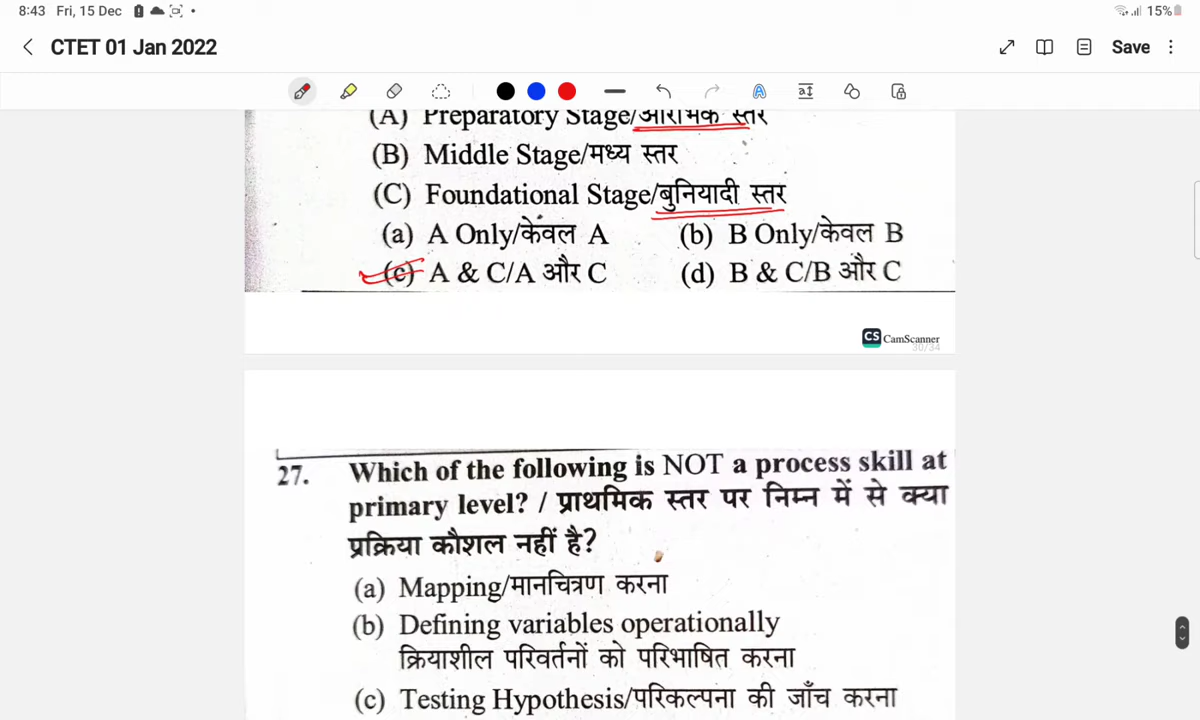 8:43 Fri, 15 Dec
15%
CTET 01 Jan 2022
Save
(A) Preparatory Stage/आरंभिक स्तर
(B) Middle Stage/मध्य स्तर
(C) Foundational Stage/बुनियादी स्तर
(a) A Only/केवल A (b) B Only/केवल B
(c) A & C/A और C (d) B & C/B और C
CS CamScanner
30/34
27. Which of the following is NOT a process skill at
primary level? / प्राथमिक स्तर पर निम्न में से क्या
प्रक्रिया कौशल नहीं है?
(a) Mapping/मानचित्रण करना
(b) Defining variables operationally
क्रियाशील परिवर्तनों को परिभाषित करना
(c) Testing Hypothesis/परिकल्पना की जाँच करना